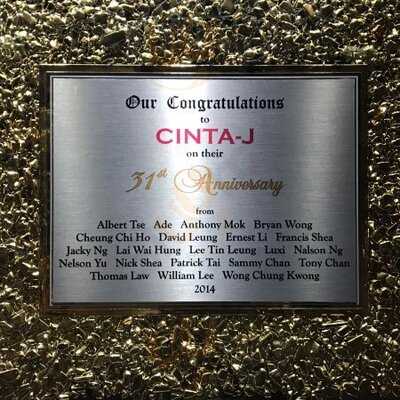 Our Congratulations
to
CINTA-J
on their
31st Anniversary
from
Albert Tse Ade Anthony Mok Bryan Wong
Cheung Chi Ho David Leung Ernest Li Francis Shea
Jacky Ng Lai Wai Hung Lee Tin Leung Luxi Nalson Ng
Nelson Yu Nick Shea Patrick Tai Sammy Chan Tony Chan
Thomas Law William Lee Wong Chung Kwong
2014